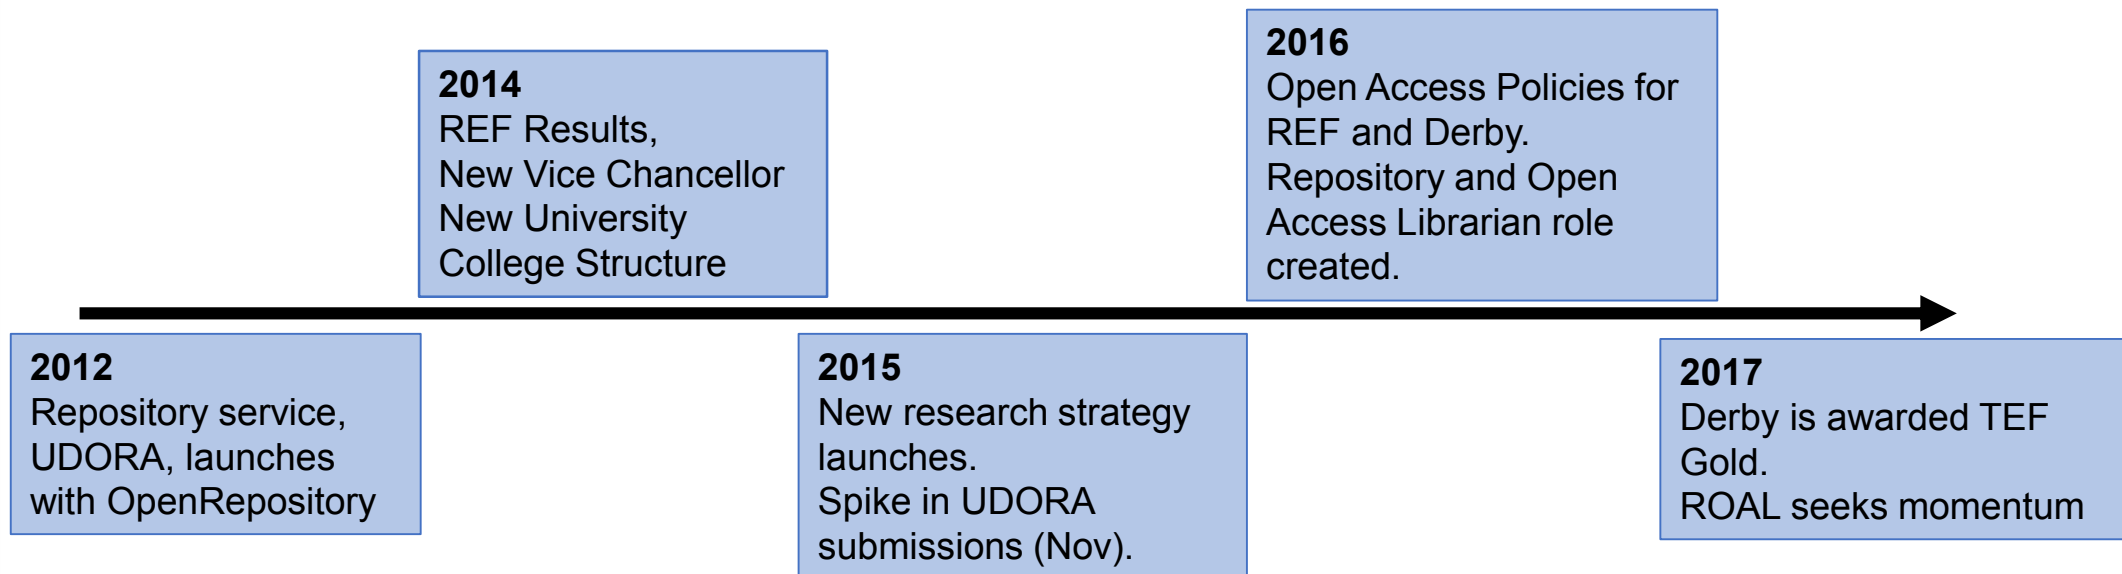 2012
Repository service,
UDORA, launches
with OpenRepository
2014
REF Results,
New Vice Chancellor
New University
College Structure
2015
New research strategy
launches.
Spike in UDORA
submissions (Nov).
2016
Open Access Policies for
REF and Derby.
Repository and Open
Access Librarian role
created.
2017
Derby is awarded TEF
Gold.
ROAL seeks momentum